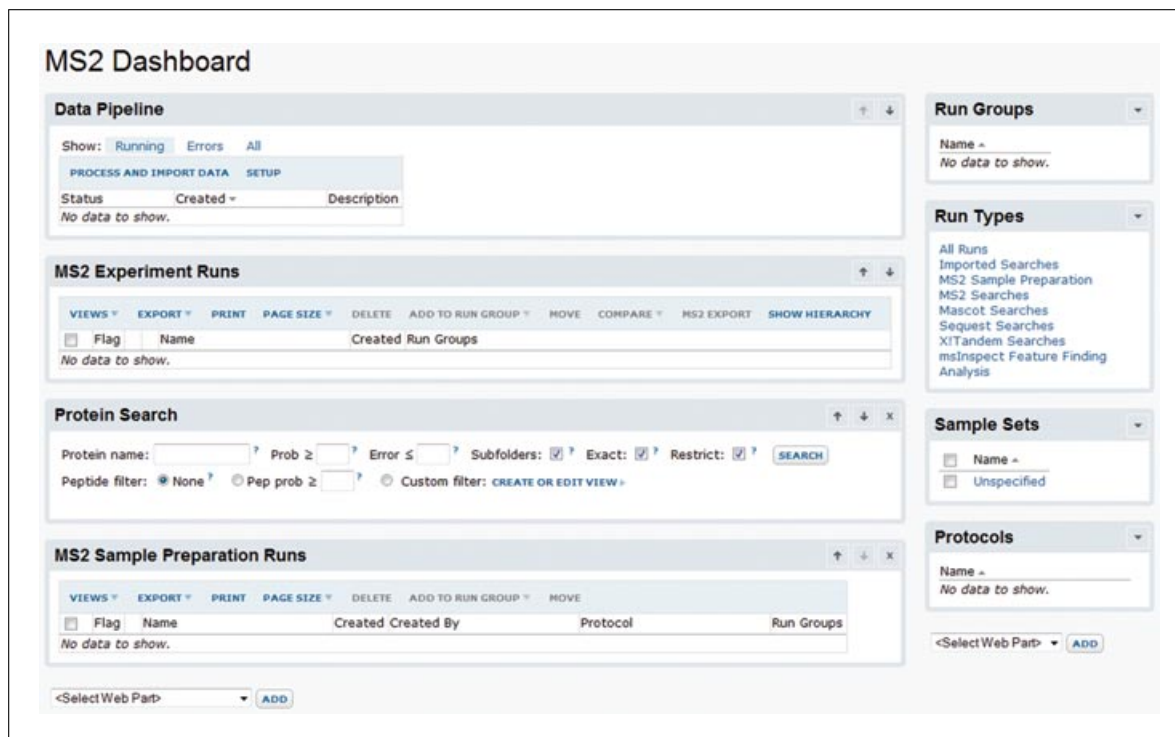 MS2 Dashboard
Data Pipeline
Show: Running Errors All
PROCESS AND IMPORT DATA SETUP
Status Created Description
No data to show.
MS2 Experiment Runs
VIEWS EXPORT PRINT PAGE SIZE DELETE ADD TO RUN GROUP MOVE COMPARE MS2 EXPORT SHOW HIERARCHY
Flag Name Created Run Groups
No data to show.
Protein Search x
Protein name: ? Prob ≥ ? Error ≤ ? Subfolders: ? Exact: ? Restrict: ? SEARCH
Peptide filter: None ? Pep prob ≥ ? Custom filter: CREATE OR EDIT VIEW
MS2 Sample Preparation Runs x
VIEWS EXPORT PRINT PAGE SIZE DELETE ADD TO RUN GROUP MOVE
Flag Name Created Created By Protocol Run Groups
No data to show.
<Select Web Part> ADD
Run Groups
Name
No data to show.
Run Types
All Runs
Imported Searches
MS2 Sample Preparation
MS2 Searches
Mascot Searches
Sequest Searches
X!Tandem Searches
msInspect Feature Finding
Analysis
Sample Sets
Name
Unspecified
Protocols
Name
No data to show.
<Select Web Part> ADD